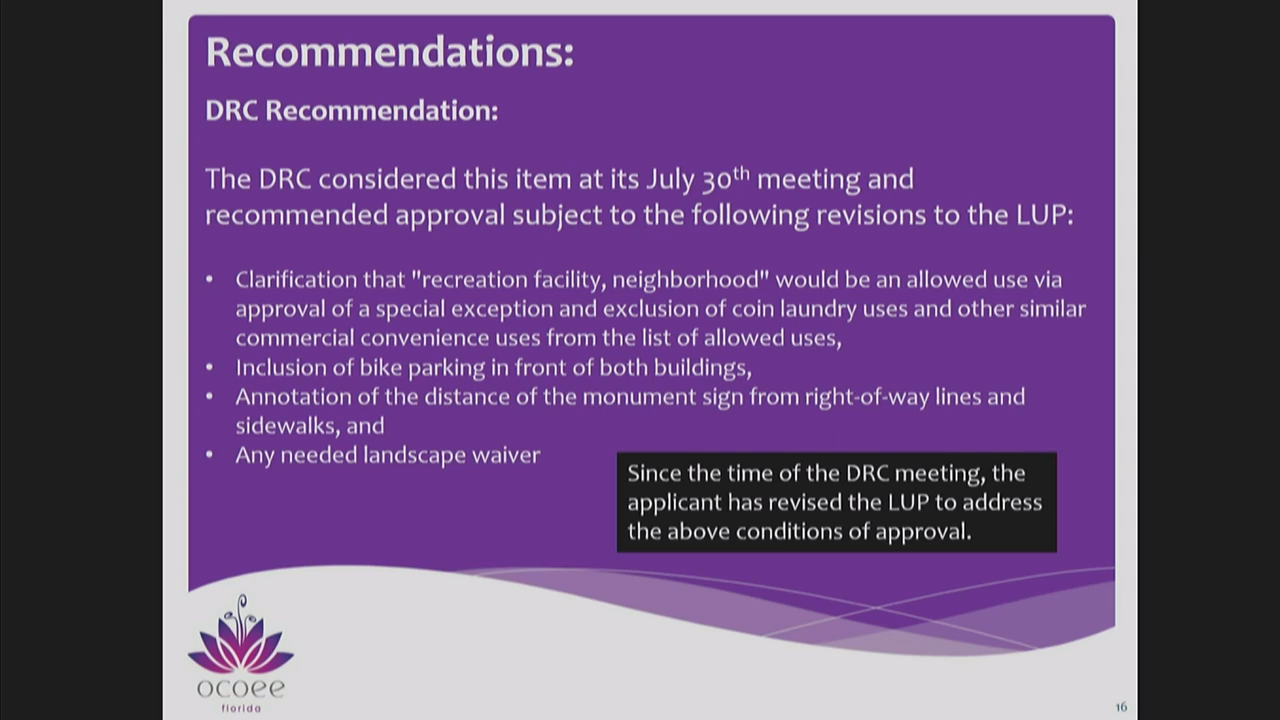 Recommendations:
DRC Recommendation:
The DRC considered this item at its July 30th meeting and
recommended approval subject to the following revisions to the LUP:
• Clarification that "recreation facility, neighborhood" would be an allowed use via
approval of a special exception and exclusion of coin laundry uses and other similar
commercial convenience uses from the list of allowed uses,
• Inclusion of bike parking in front of both buildings,
• Annotation of the distance of the monument sign from right-of-way lines and
sidewalks, and
• Any needed landscape waiver
Since the time of the DRC meeting, the
applicant has revised the LUP to address
the above conditions of approval.
ocoee
florida
16